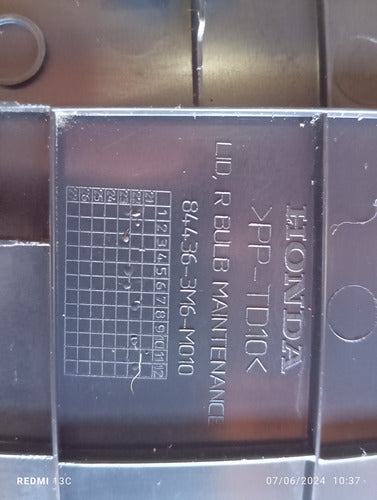 HONDA
>PP-TD10<
LID, R BULB MAINTENANCE
84436-3M6-M010
1 2 3 4 5 6 7 8 9 10 11 12
REDMI 13C
07/06/2024 10:37